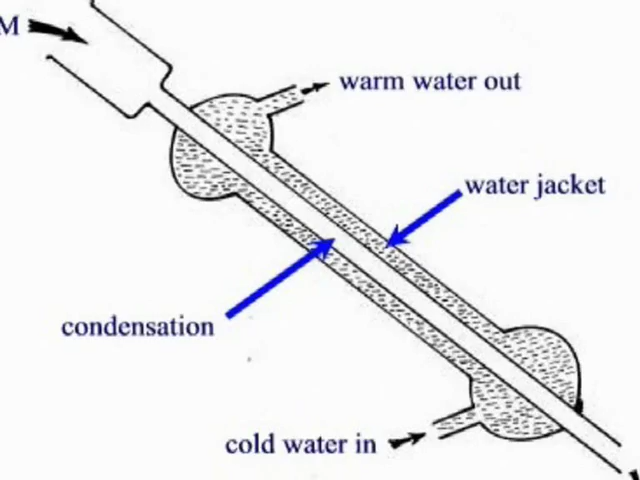 M
warm water out
water jacket
condensation
cold water in